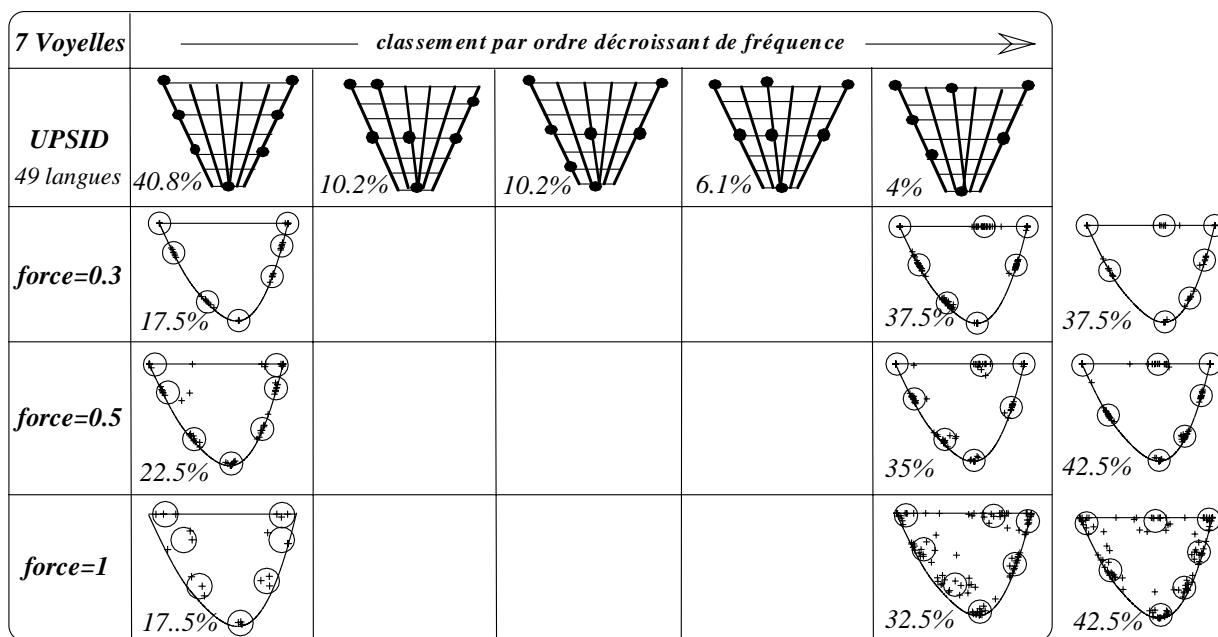 7 Voyelles
classement par ordre décroissant de fréquence
UPSID
49 langues
40.8%
10.2%
10.2%
6.1%
4%
force=0.3
17.5%
37.5%
37.5%
force=0.5
22.5%
35%
42.5%
force=1
17..5%
32.5%
42.5%